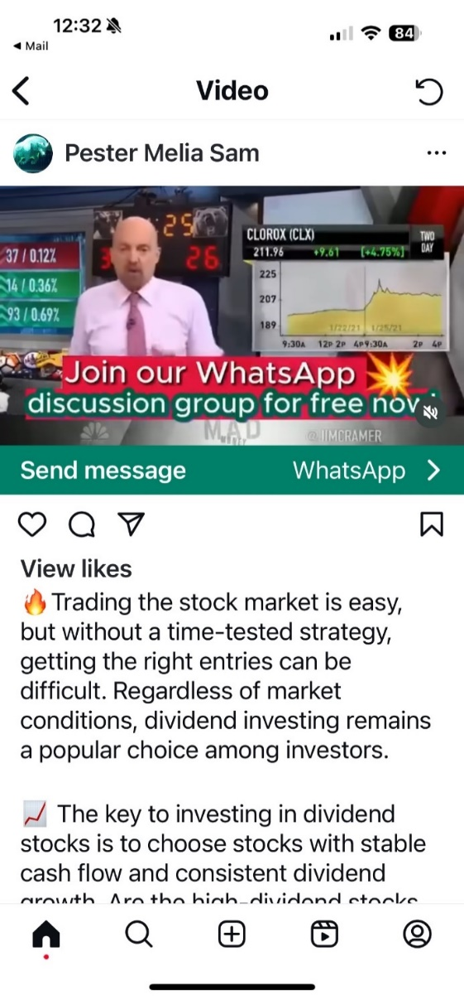 12:32
84
◄ Mail
Video
Pester Melia Sam
...
25
37 / 0.12%
26
14 / 0.36%
93 / 0.69%
CLOROX (CLX)
TWO
DAY
211.96 +9.61 [+4.75%]
225
207
189
1/22/21 1/25/21
9:30A 12P 2P 4P 9:30A 2P 4P
Join our WhatsApp
discussion group for free
MAD
@JIMCRAMER
Send message WhatsApp
View likes
🔥 Trading the stock market is easy,
but without a time-tested strategy,
getting the right entries can be
difficult. Regardless of market
conditions, dividend investing remains
a popular choice among investors.
📈 The key to investing in dividend
stocks is to choose stocks with stable
cash flow and consistent dividend
growth. Are the high-dividend stocks